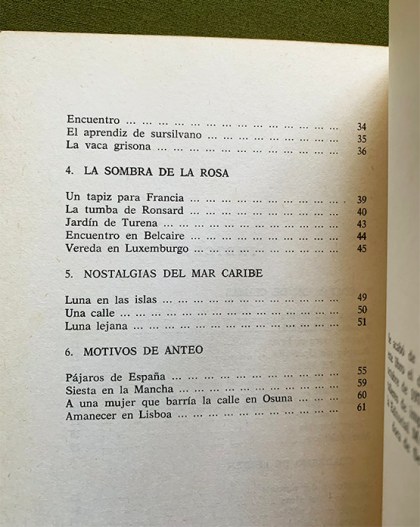 Encuentro ... ... ... ... ... ... ... ... ... ... ... ... 34
El aprendiz de sursilvano ... ... ... ... ... ... ... ... 35
La vaca grisona ... ... ... ... ... ... ... ... ... ... ... 36
4. LA SOMBRA DE LA ROSA
Un tapiz para Francia ... ... ... ... ... ... ... ... ... 39
La tumba de Ronsard ... ... ... ... ... ... ... ... ... 40
Jardín de Turena ... ... ... ... ... ... ... ... ... ... 43
Encuentro en Belcaire ... ... ... ... ... ... ... ... ... 44
Vereda en Luxemburgo ... ... ... ... ... ... ... ... ... 45
5. NOSTALGIAS DEL MAR CARIBE
Luna en las islas ... ... ... ... ... ... ... ... ... ... 49
Una calle ... ... ... ... ... ... ... ... ... ... ... ... 50
Luna lejana ... ... ... ... ... ... ... ... ... ... ... ... 51
6. MOTIVOS DE ANTEO
Pájaros de España ... ... ... ... ... ... ... ... ... ... 55
Siesta en la Mancha ... ... ... ... ... ... ... ... ... 59
A una mujer que barría la calle en Osuna ... ... ... 60
Amanecer en Lisboa ... ... ... ... ... ... ... ... ... ... 61